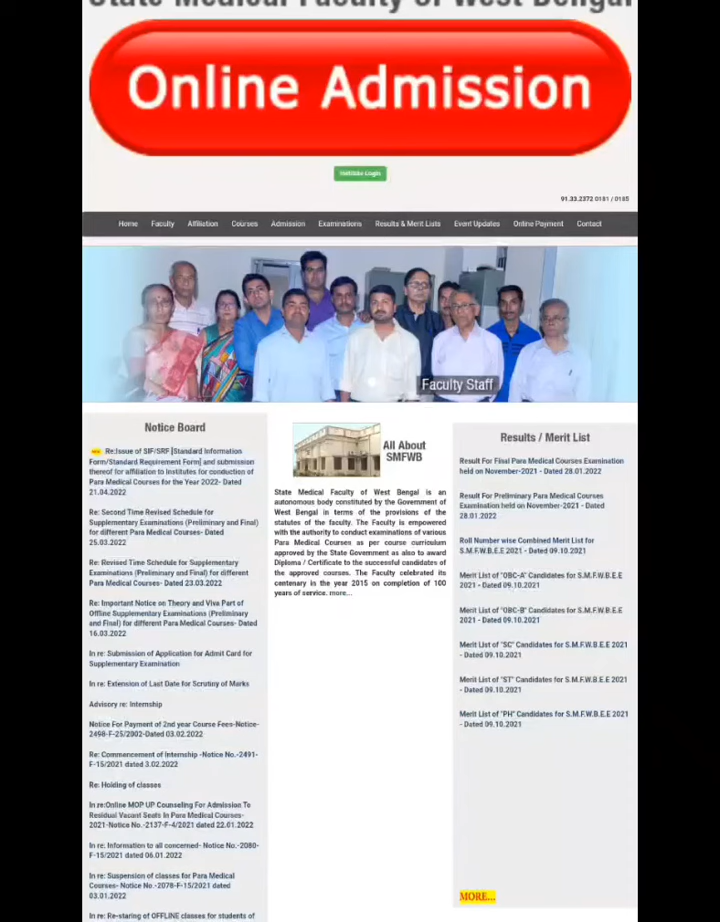 State Medical Faculty of West Bengal
Online Admission
Institute Login
91.33.2372 0181 / 0185
Home Faculty Affiliation Courses Admission Examinations Results & Merit Lists Event Updates Online Payment Contact
Faculty Staff
Notice Board
Re:Issue of SIF/SRF [Standard Information
Form/Standard Requirement Form] and submission
thereof for affiliation to Institutes for conduction of
Para Medical Courses for the Year 2022- Dated
21.04.2022
Re: Second Time Revised Schedule for
Supplementary Examinations (Preliminary and Final)
for different Para Medical Courses- Dated
25.03.2022
Re: Revised Time Schedule for Supplementary
Examinations (Preliminary and Final) for different
Para Medical Courses- Dated 23.03.2022
Re: Important Notice on Theory and Viva Part of
Offline Supplementary Examinations (Preliminary
and Final) for different Para Medical Courses- Dated
16.03.2022
In re: Submission of Application for Admit Card for
Supplementary Examination
In re: Extension of Last Date for Scrutiny of Marks
Advisory re: Internship
Notice For Payment of 2nd year Course Fees-Notice-
2498-F-25/2002-Dated 03.02.2022
Re: Commencement of Internship -Notice No.-2491-
F-15/2021 dated 3.02.2022
Re: Holding of classes
In re:Online MOP UP Counseling For Admission To
Residual Vacant Seats In Para Medical Courses-
2021-Notice No.-2137-F-4/2021 dated 22.01.2022
In re: Information to all concerned- Notice No.-2080-
F-15/2021 dated 06.01.2022
In re: Suspension of classes for Para Medical
Courses- Notice No.-2078-F-15/2021 dated
03.01.2022
In re: Re-staring of OFFLINE classes for students of
All About
SMFWB
State Medical Faculty of West Bengal is an
autonomous body constituted by the Government of
West Bengal in terms of the provisions of the
statutes of the faculty. The Faculty is empowered
with the authority to conduct examinations of various
Para Medical Courses as per course curriculum
approved by the State Government as also to award
Diploma / Certificate to the successful candidates of
the approved courses. The Faculty celebrated its
centenary in the year 2015 on completion of 100
years of service. more...
Results / Merit List
Result For Final Para Medical Courses Examination
held on November-2021 - Dated 28.01.2022
Result For Preliminary Para Medical Courses
Examination held on November-2021 - Dated
28.01.2022
Roll Number wise Combined Merit List for
S.M.F.W.B.E.E 2021 - Dated 09.10.2021
Merit List of "OBC-A" Candidates for S.M.F.W.B.E.E
2021 - Dated 09.10.2021
Merit List of "OBC-B" Candidates for S.M.F.W.B.E.E
2021 - Dated 09.10.2021
Merit List of "SC" Candidates for S.M.F.W.B.E.E 2021
- Dated 09.10.2021
Merit List of "ST" Candidates for S.M.F.W.B.E.E 2021
- Dated 09.10.2021
Merit List of "PH" Candidates for S.M.F.W.B.E.E 2021
- Dated 09.10.2021
MORE...